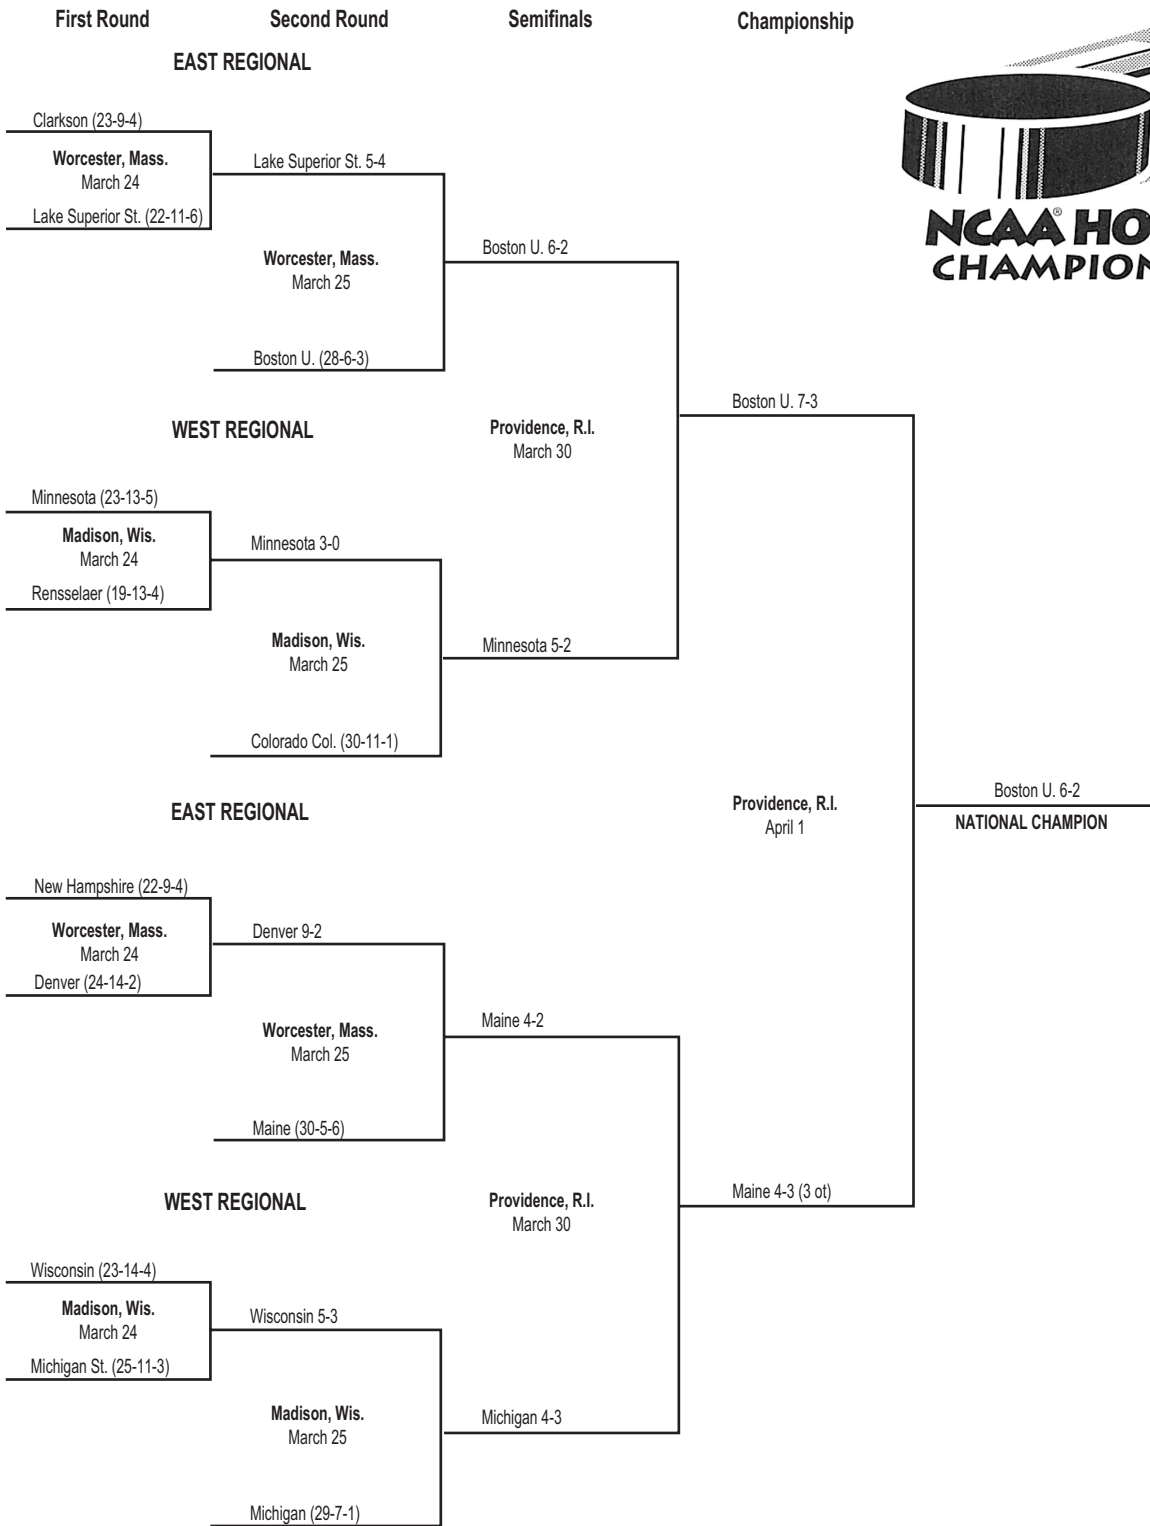 First Round
Second Round
Semifinals
Championship
EAST REGIONAL
Clarkson (23-9-4)
Worcester, Mass.
March 24
Lake Superior St. (22-11-6)
Lake Superior St. 5-4
Worcester, Mass.
March 25
Boston U. (28-6-3)
Boston U. 6-2
NCAA® HO
CHAMPION
WEST REGIONAL
Minnesota (23-13-5)
Madison, Wis.
March 24
Rensselaer (19-13-4)
Minnesota 3-0
Madison, Wis.
March 25
Colorado Col. (30-11-1)
Providence, R.I.
March 30
Minnesota 5-2
Boston U. 7-3
EAST REGIONAL
New Hampshire (22-9-4)
Worcester, Mass.
March 24
Denver (24-14-2)
Denver 9-2
Worcester, Mass.
March 25
Maine (30-5-6)
Maine 4-2
Providence, R.I.
April 1
Boston U. 6-2
NATIONAL CHAMPION
WEST REGIONAL
Wisconsin (23-14-4)
Madison, Wis.
March 24
Michigan St. (25-11-3)
Wisconsin 5-3
Madison, Wis.
March 25
Michigan (29-7-1)
Providence, R.I.
March 30
Michigan 4-3
Maine 4-3 (3 ot)